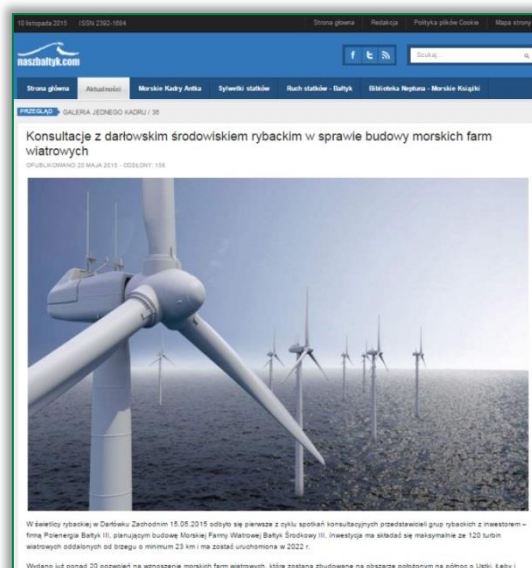 10 listopada 2015 ISSN 2392-1684 Strona główna Redakcja Polityka plików Cookie Mapa strony
naszbaltyk.com
Szukaj...
Strona główna Aktualności Morskie Kadry Antka Sylwetki statków Ruch statków - Bałtyk Biblioteka Neptuna - Morskie Książki
PRZEGLĄD GALERIA JEDNEGO KADRU / 36
Konsultacje z darłowskim środowiskiem rybackim w sprawie budowy morskich farm
wiatrowych
OPUBLIKOWANO: 20 MAJA 2015 - ODSŁONY: 106
W świetlicy rybackiej w Darłówku Zachodnim 15.05.2015 odbyło się pierwsze z cyklu spotkań konsultacyjnych przedstawicieli grup rybackich z inwestorem –
firmą Polenergia Bałtyk III, planującym budowę Morskiej Farmy Wiatrowej Bałtyk Środkowy III. Inwestycja ma składać się maksymalnie ze 120 turbin
wiatrowych oddalonych od brzegu o minimum 23 km i ma zostać uruchomiona w 2022 r.
Wydano już ponad 20 pozwoleń na wznoszenie morskich farm wiatrowych, które zostaną zbudowane na obszarze położonym na północ o Ustki, Łeby i